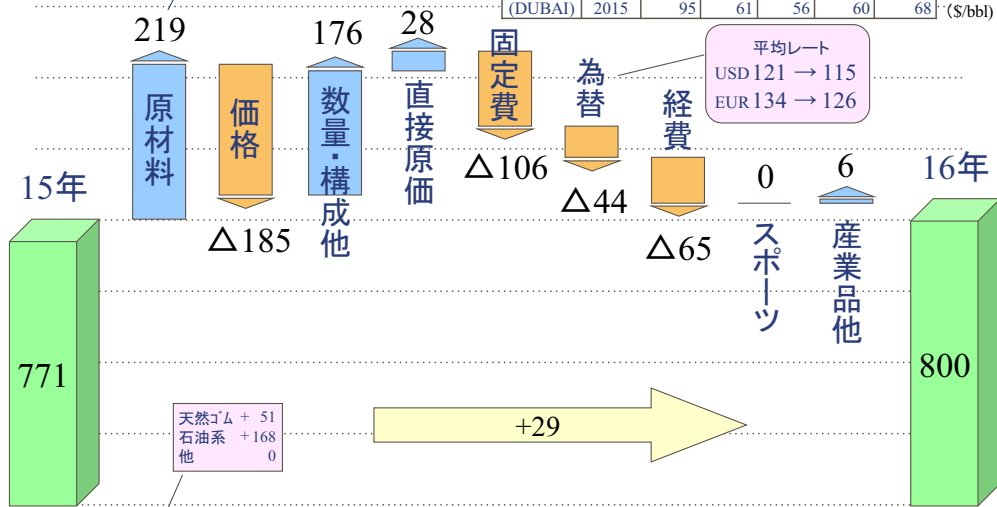 (DUBAI) 2015 95 61 56 60 68 ($/bbl)
219
原材料
価格
△185
176
数量・構成他
28
直接原価
固定費
△106
為替
△44
平均レート
USD 121 → 115
EUR 134 → 126
経費
△65
0
スポーツ
6
産業品他
15年
771
16年
800
天然ゴム + 51
石油系 +168
他 0
+29